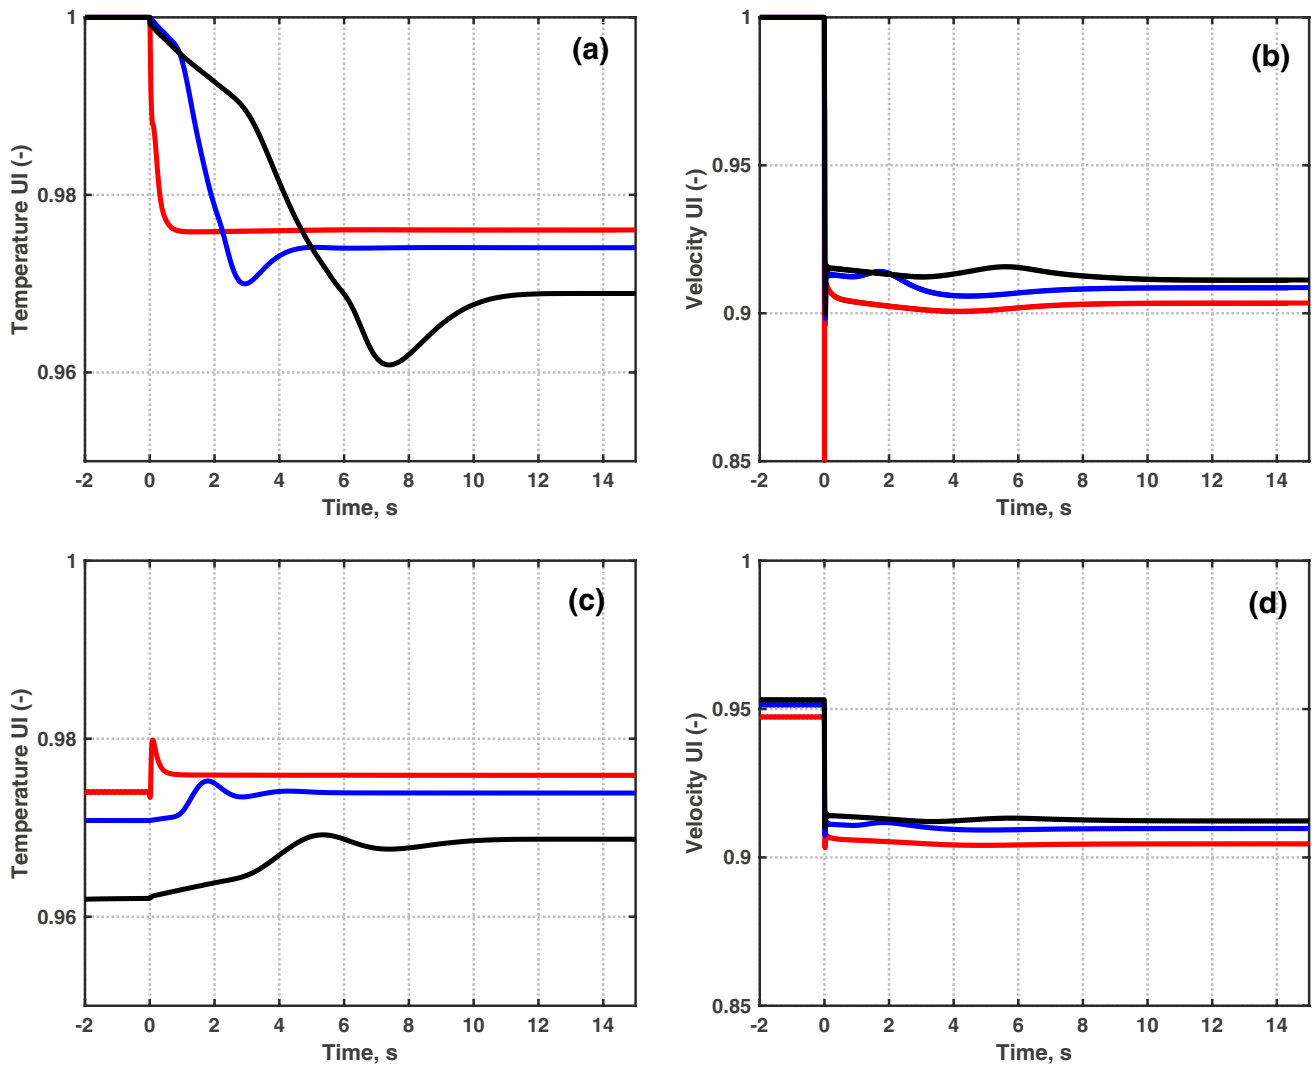 1
0.98
0.96
Temperature UI (-)
(a)
-2 0 2 4 6 8 10 12 14
Time, s
1
0.95
0.9
0.85
Velocity UI (-)
(b)
-2 0 2 4 6 8 10 12 14
Time, s
1
0.98
0.96
Temperature UI (-)
(c)
-2 0 2 4 6 8 10 12 14
Time, s
1
0.95
0.9
0.85
Velocity UI (-)
(d)
-2 0 2 4 6 8 10 12 14
Time, s